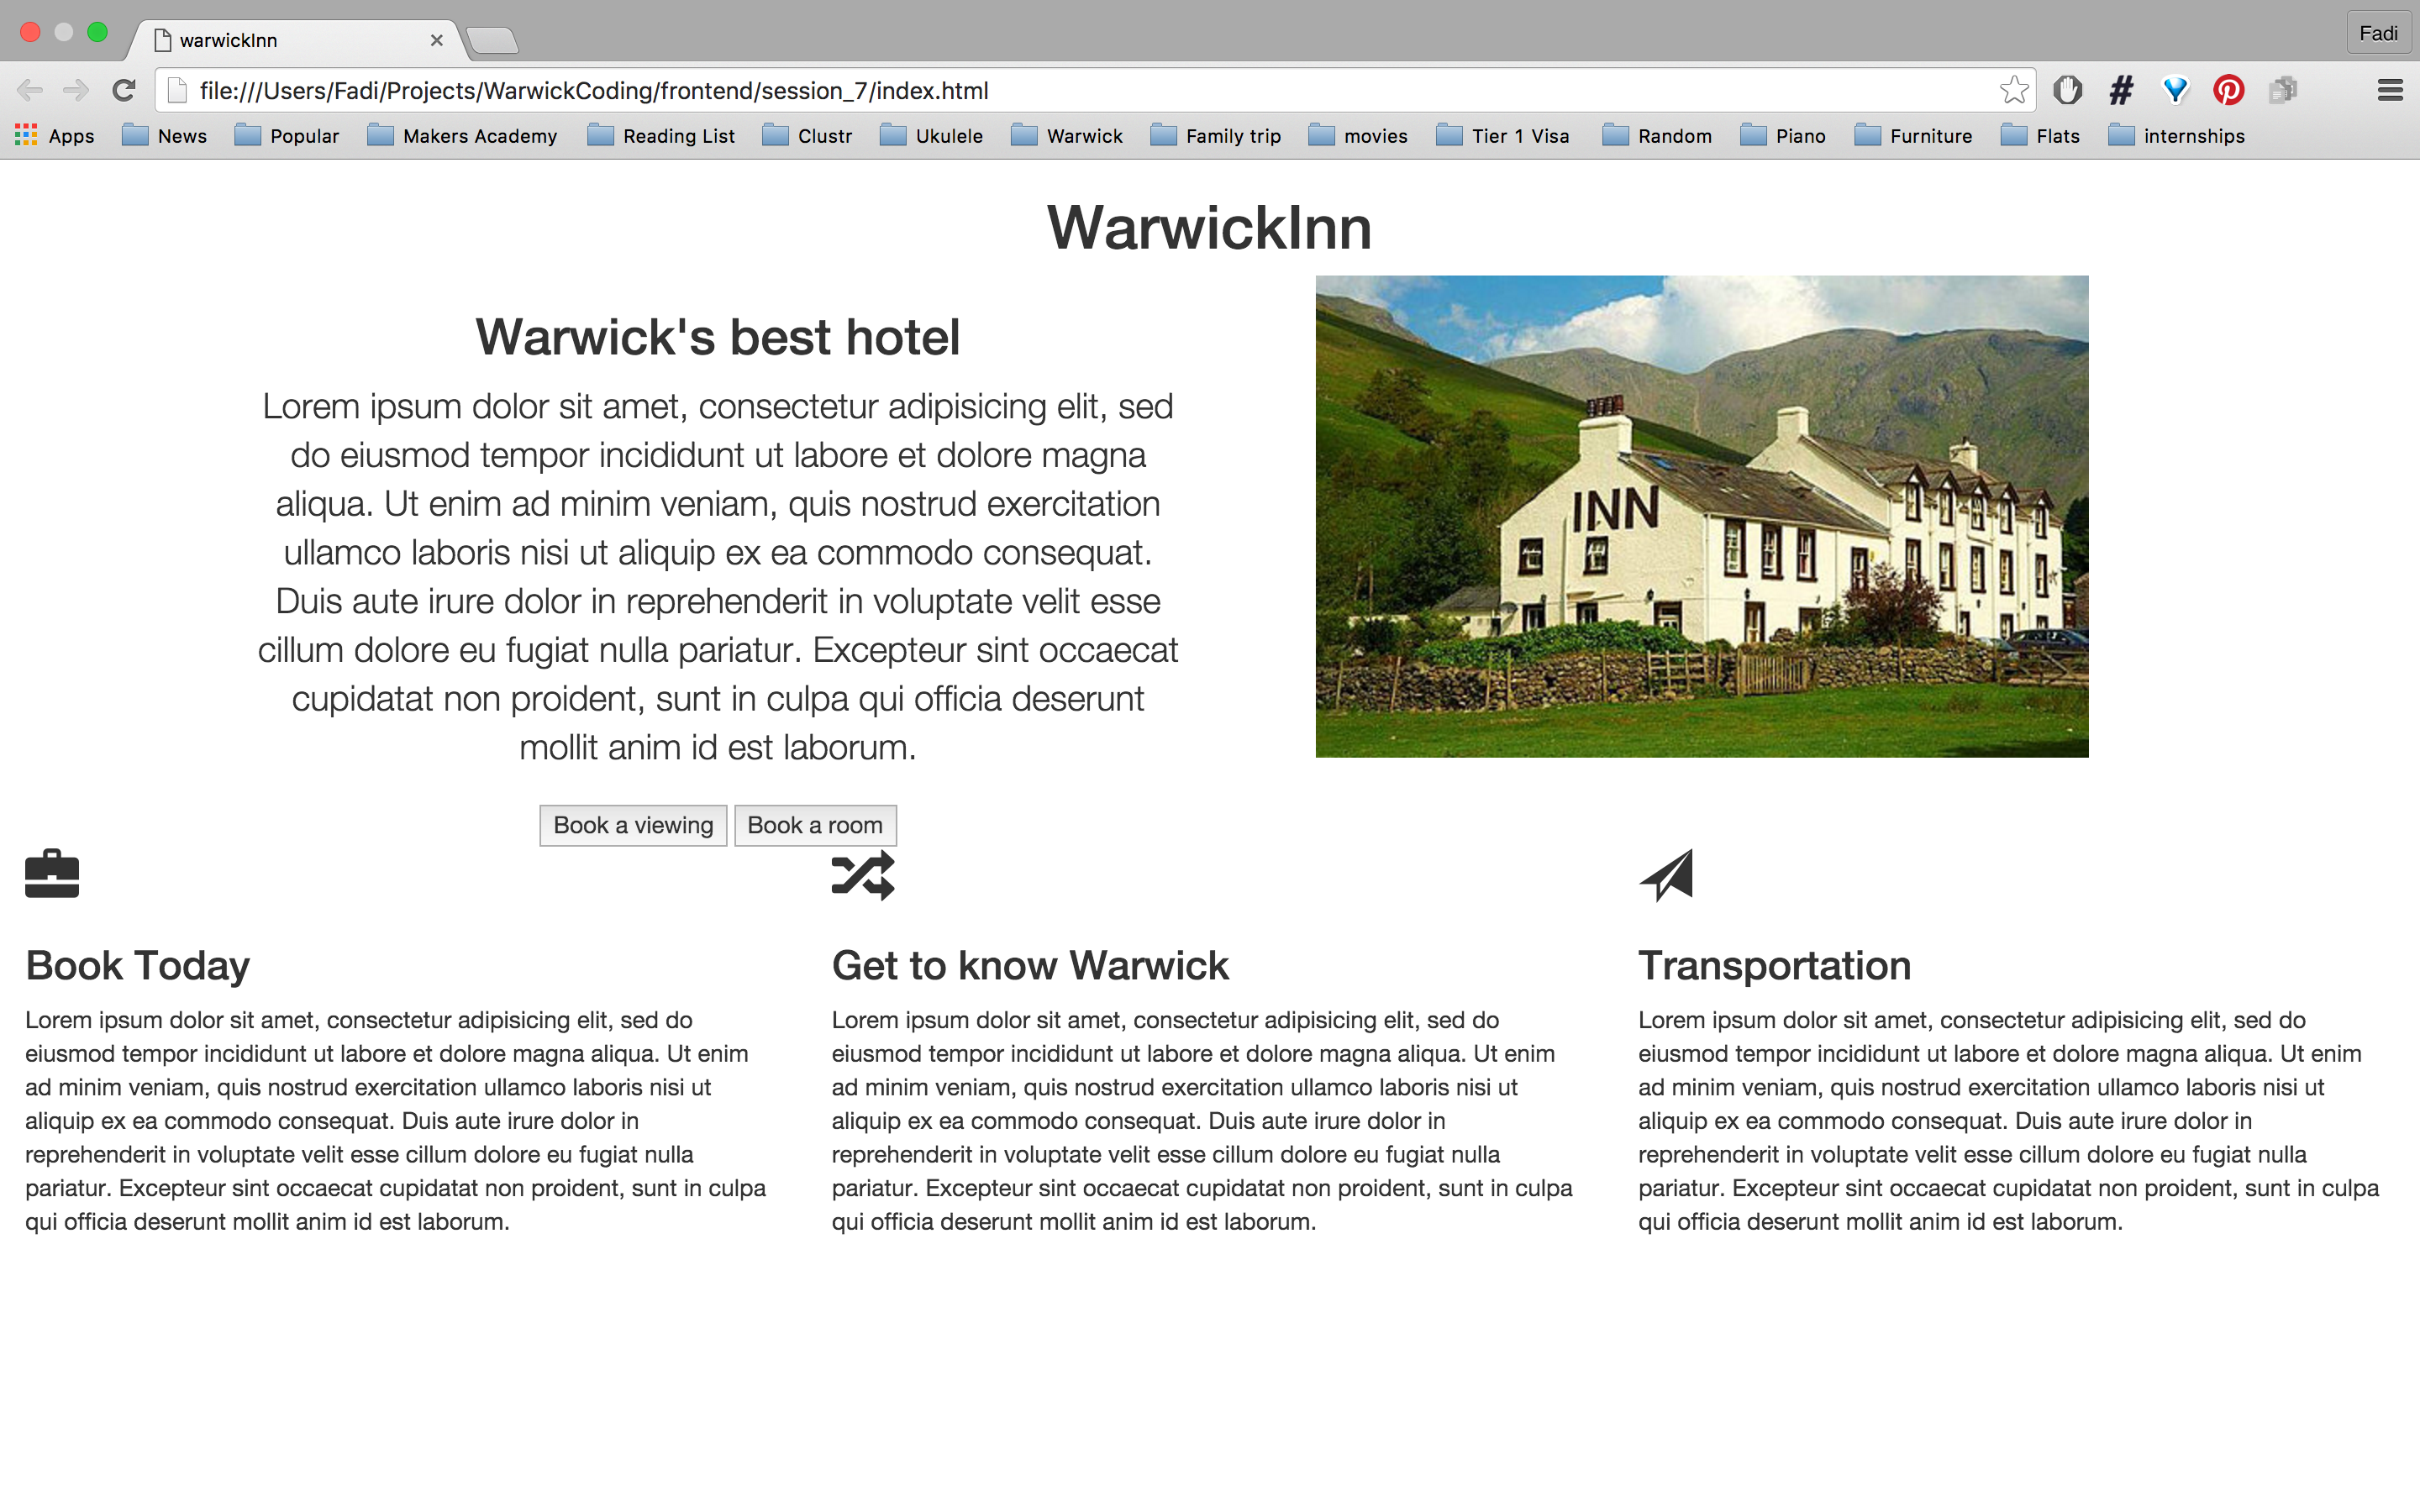 warwickInn
Fadi
file:///Users/Fadi/Projects/WarwickCoding/frontend/session_7/index.html
Apps News Popular Makers Academy Reading List Clustr Ukulele Warwick Family trip movies Tier 1 Visa Random Piano Furniture Flats internships
WarwickInn
Warwick's best hotel
Lorem ipsum dolor sit amet, consectetur adipisicing elit, sed
do eiusmod tempor incididunt ut labore et dolore magna
aliqua. Ut enim ad minim veniam, quis nostrud exercitation
ullamco laboris nisi ut aliquip ex ea commodo consequat.
Duis aute irure dolor in reprehenderit in voluptate velit esse
cillum dolore eu fugiat nulla pariatur. Excepteur sint occaecat
cupidatat non proident, sunt in culpa qui officia deserunt
mollit anim id est laborum.
Book a viewing Book a room
INN
Book Today
Lorem ipsum dolor sit amet, consectetur adipisicing elit, sed do
eiusmod tempor incididunt ut labore et dolore magna aliqua. Ut enim
ad minim veniam, quis nostrud exercitation ullamco laboris nisi ut
aliquip ex ea commodo consequat. Duis aute irure dolor in
reprehenderit in voluptate velit esse cillum dolore eu fugiat nulla
pariatur. Excepteur sint occaecat cupidatat non proident, sunt in culpa
qui officia deserunt mollit anim id est laborum.
Get to know Warwick
Lorem ipsum dolor sit amet, consectetur adipisicing elit, sed do
eiusmod tempor incididunt ut labore et dolore magna aliqua. Ut enim
ad minim veniam, quis nostrud exercitation ullamco laboris nisi ut
aliquip ex ea commodo consequat. Duis aute irure dolor in
reprehenderit in voluptate velit esse cillum dolore eu fugiat nulla
pariatur. Excepteur sint occaecat cupidatat non proident, sunt in culpa
qui officia deserunt mollit anim id est laborum.
Transportation
Lorem ipsum dolor sit amet, consectetur adipisicing elit, sed do
eiusmod tempor incididunt ut labore et dolore magna aliqua. Ut enim
ad minim veniam, quis nostrud exercitation ullamco laboris nisi ut
aliquip ex ea commodo consequat. Duis aute irure dolor in
reprehenderit in voluptate velit esse cillum dolore eu fugiat nulla
pariatur. Excepteur sint occaecat cupidatat non proident, sunt in culpa
qui officia deserunt mollit anim id est laborum.